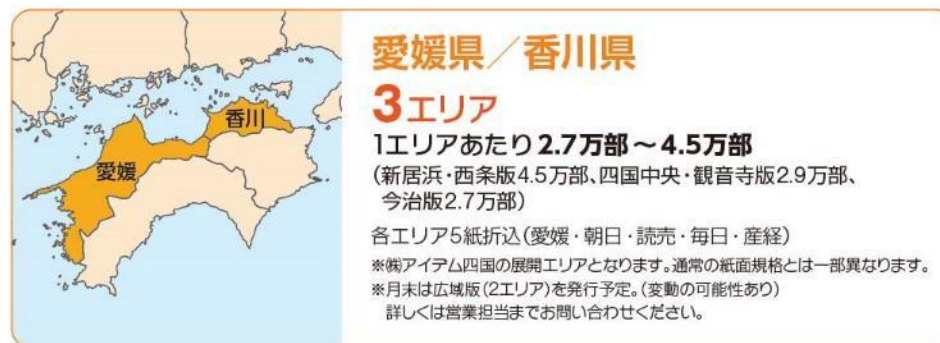 愛媛県／香川県
3エリア
1エリアあたり2.7万部～4.5万部
(新居浜・西条版4.5万部、四国中央・観音寺版2.9万部、
今治版2.7万部)
各エリア5紙折込(愛媛・朝日・読売・毎日・産経)
※㈱アイデム四国の展開エリアとなります。通常の紙面規格とは一部異なります。
※月末は広域版(2エリア)を発行予定。(変動の可能性あり)
詳しくは営業担当までお問い合わせください。
香川
愛媛